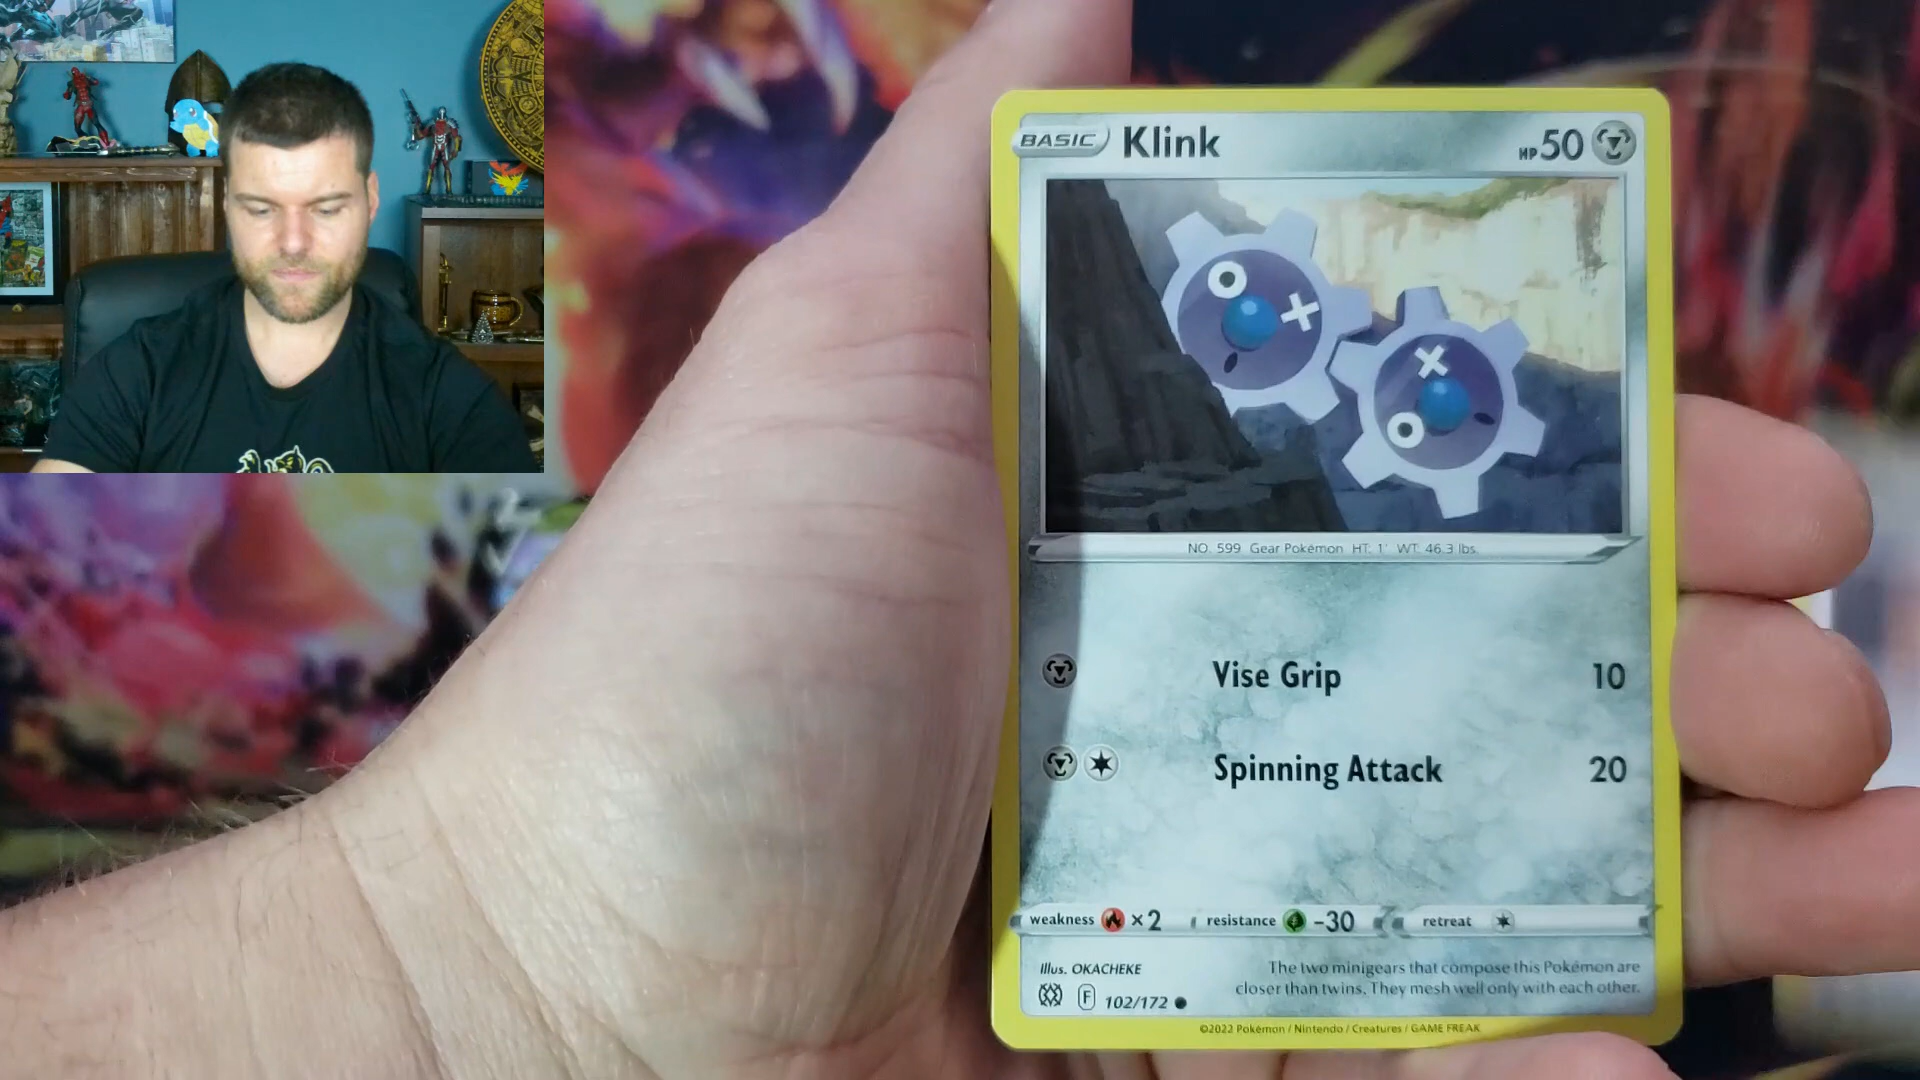 BASIC Klink HP50
NO. 599 Gear Pokémon HT: 1' WT: 46.3 lbs.
Vise Grip 10
Spinning Attack 20
weakness ×2 resistance -30 retreat
Illus. OKACHEKE
The two minigears that compose this Pokémon are
closer than twins. They mesh well only with each other.
F 102/172
©2022 Pokémon / Nintendo / Creatures / GAME FREAK